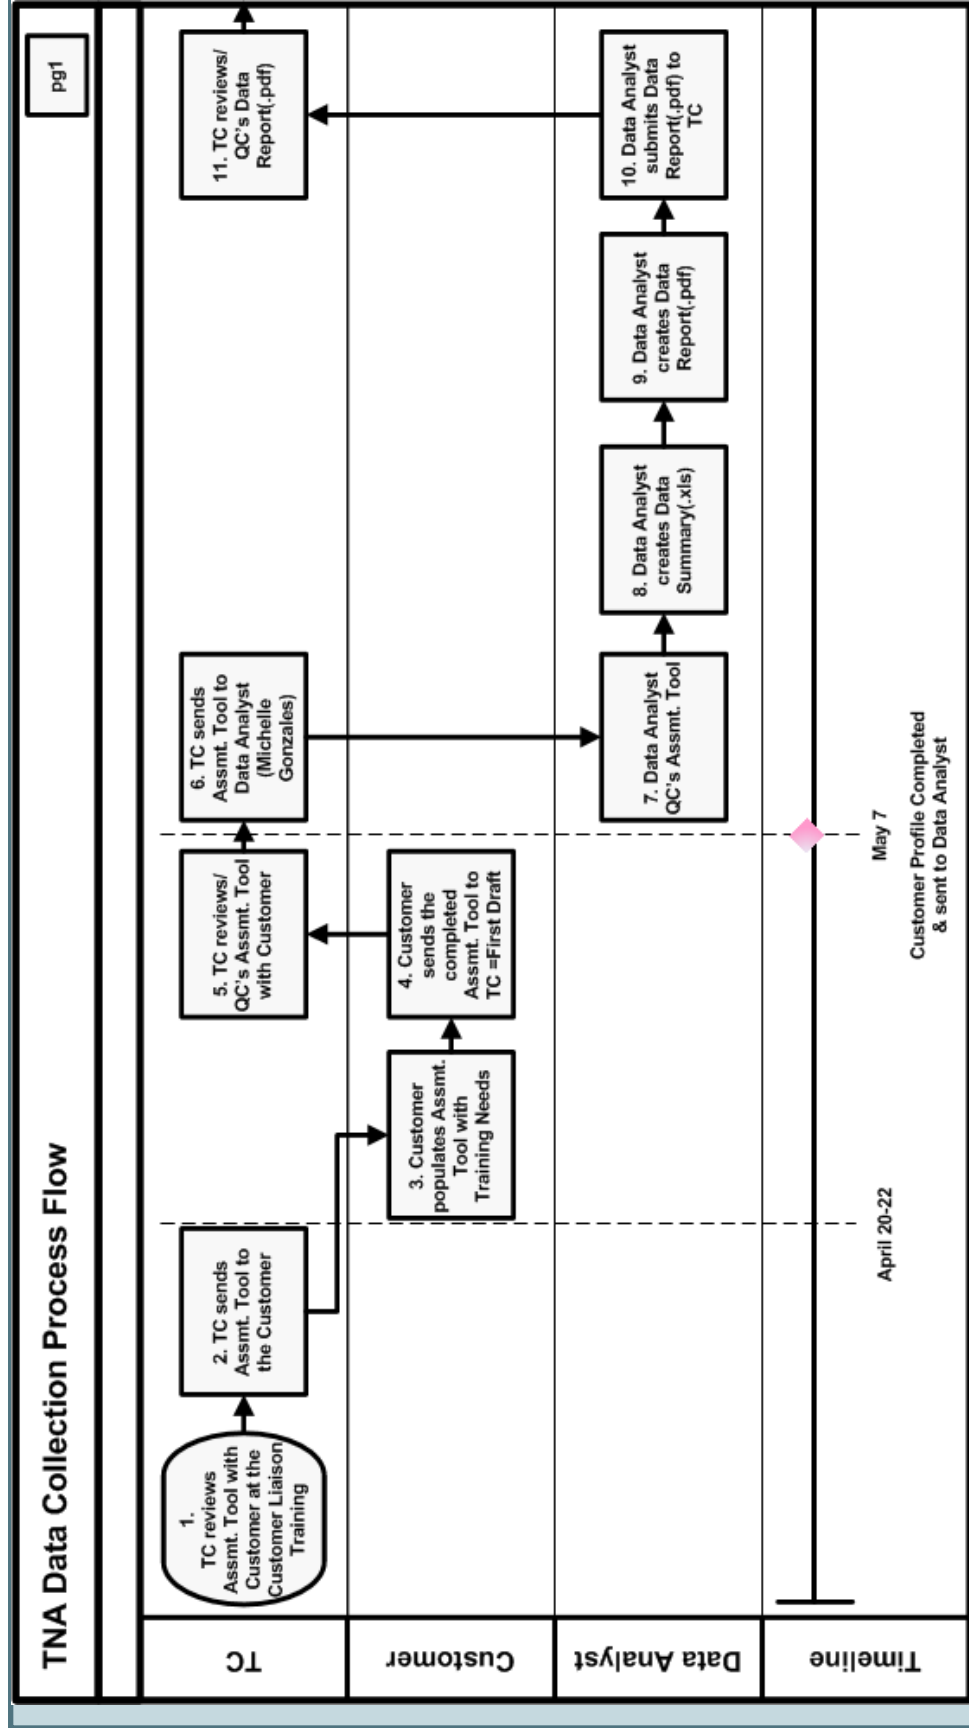 TNA Data Collection Process Flow
pg1
TC
1.
TC reviews
Assmt. Tool with
Customer at the
Customer Liaison
Training
2. TC sends
Assmt. Tool to
the Customer
5. TC reviews/
QC's Assmt. Tool
with Customer
6. TC sends
Assmt. Tool to
Data Analyst
(Michelle
Gonzales)
11. TC reviews/
QC's Data
Report(.pdf)
Customer
3. Customer
populates Assmt.
Tool with
Training Needs
4. Customer
sends the
completed
Assmt. Tool to
TC =First Draft
Data Analyst
7. Data Analyst
QC's Assmt. Tool
8. Data Analyst
creates Data
Summary(.xls)
9. Data Analyst
creates Data
Report(.pdf)
10. Data Analyst
submits Data
Report(.pdf) to
TC
Timeline
April 20-22
May 7
Customer Profile Completed
& sent to Data Analyst